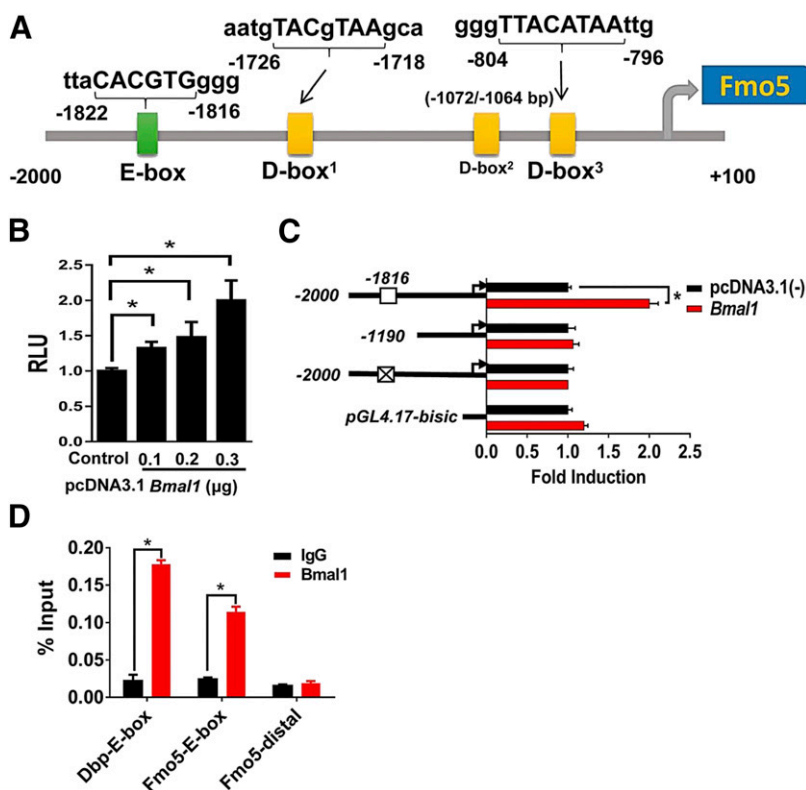 A
ttaCACGTGggg
-1822 -1816
aatgTACgTAAgca
-1726 -1718
gggTTACATAAttg
-804 -796
(-1072/-1064 bp)
Fmo5
-2000 E-box D-box¹ D-box² D-box³ +100
B
RLU
2.5
2.0
1.5
1.0
0.5
0.0
* * *
Control 0.1 0.2 0.3
pcDNA3.1 Bmal1 (µg)
C
-1816
-2000
-1190
-2000
pGL4.17-bisic
*
pcDNA3.1(-)
Bmal1
0.0 0.5 1.0 1.5 2.0 2.5
Fold Induction
D
% Input
0.20
0.15
0.10
0.05
0.00
* *
IgG
Bmal1
Dbp-E-box
Fmo5-E-box
Fmo5-distal